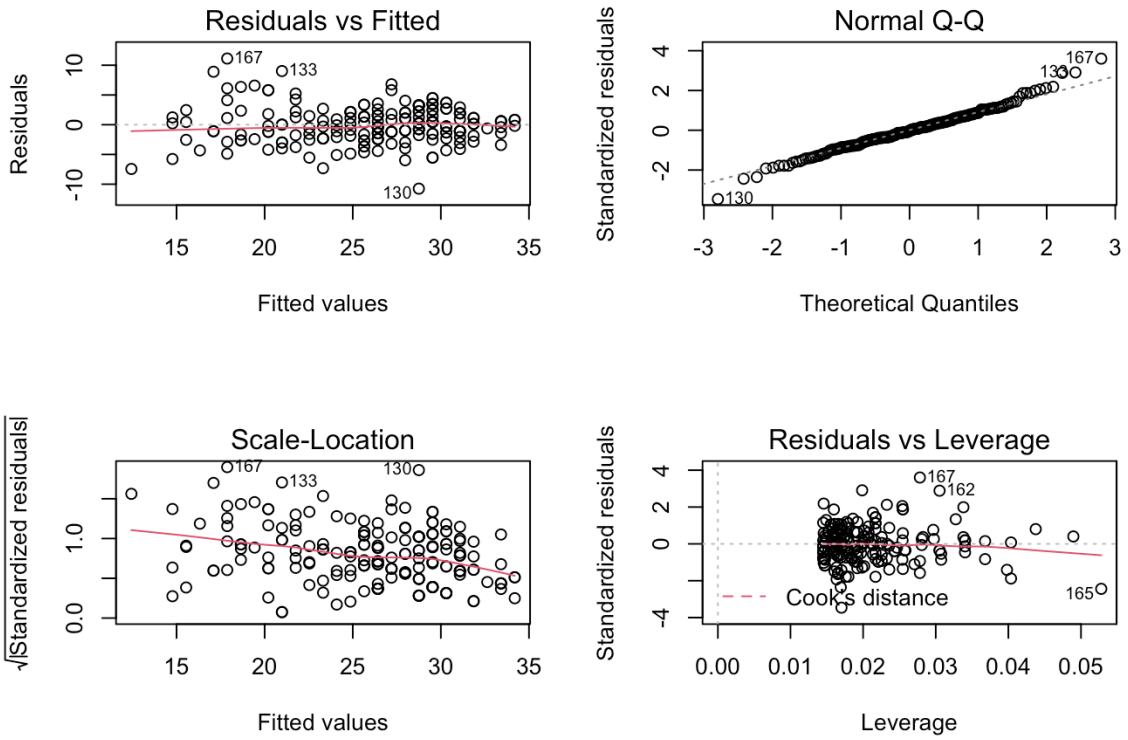 Residuals vs Fitted
Residuals
10
0
-10
167
133
130
15 20 25 30 35
Fitted values
Normal Q-Q
Standardized residuals
4
2
0
-2
167
133
130
-3 -2 -1 0 1 2 3
Theoretical Quantiles
Scale-Location
√|Standardized residuals|
1.0
0.0
167
133
130
15 20 25 30 35
Fitted values
Residuals vs Leverage
Standardized residuals
4
2
0
-4
167
162
165
Cook's distance
0.00 0.01 0.02 0.03 0.04 0.05
Leverage